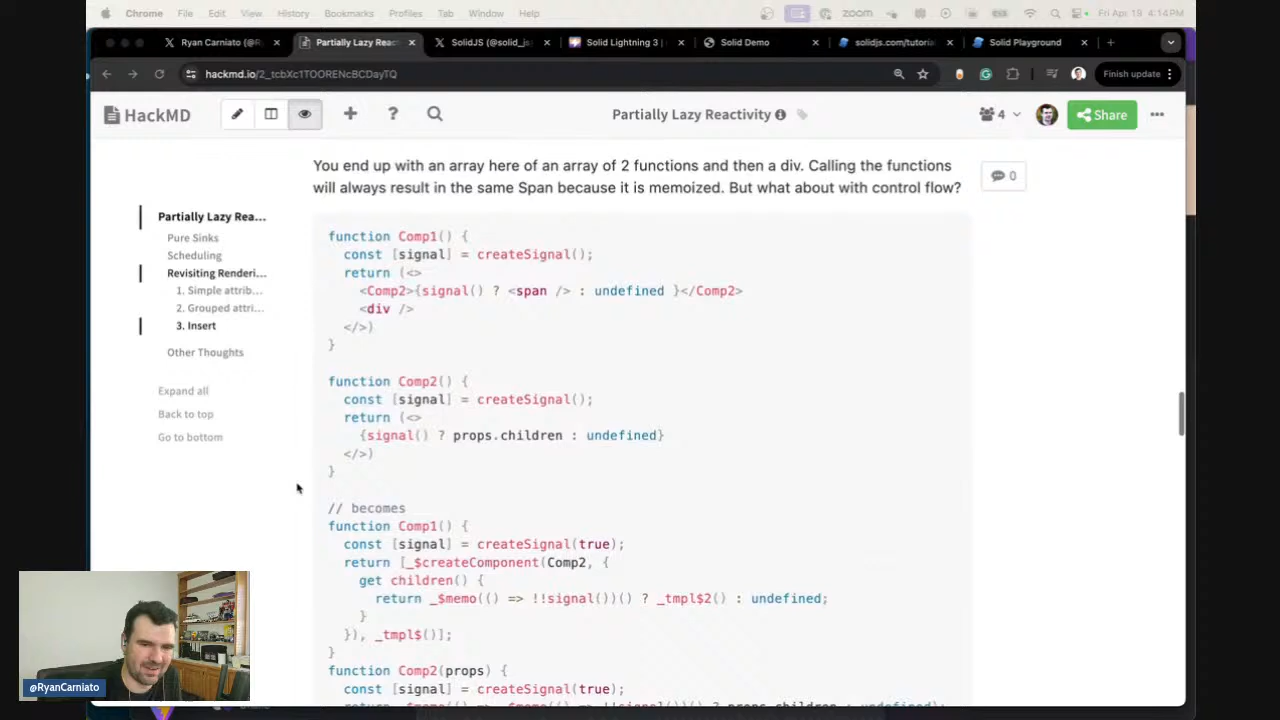 Chrome File Edit View History Bookmarks Profiles Tab Window Help zoom Fri Apr 19 4:14PM
Ryan Carniato (@R
Partially Lazy Reac
SolidJS (@solid_js
Solid Lightning 3 |
Solid Demo
solidjs.com/tutoria
Solid Playground
hackmd.io/2_tcbXc1TOORENcBCDayTQ
Finish update
HackMD
Partially Lazy Reactivity
4
Share
You end up with an array here of an array of 2 functions and then a div. Calling the functions
will always result in the same Span because it is memoized. But what about with control flow?
0
Partially Lazy Rea...
Pure Sinks
Scheduling
Revisiting Renderi...
1. Simple attrib...
2. Grouped attri...
3. Insert
Other Thoughts
Expand all
Back to top
Go to bottom
function Comp1() {
const [signal] = createSignal();
return (<>
<Comp2>{signal() ? <span /> : undefined }</Comp2>
<div />
</>)
}
function Comp2() {
const [signal] = createSignal();
return (<>
{signal() ? props.children : undefined}
</>)
}
// becomes
function Comp1() {
const [signal] = createSignal(true);
return [_$createComponent(Comp2, {
get children() {
return _$memo(() => !!signal())() ? _tmpl$2() : undefined;
}
}), _tmpl$()];
}
function Comp2(props) {
const [signal] = createSignal(true);
@RyanCarniato